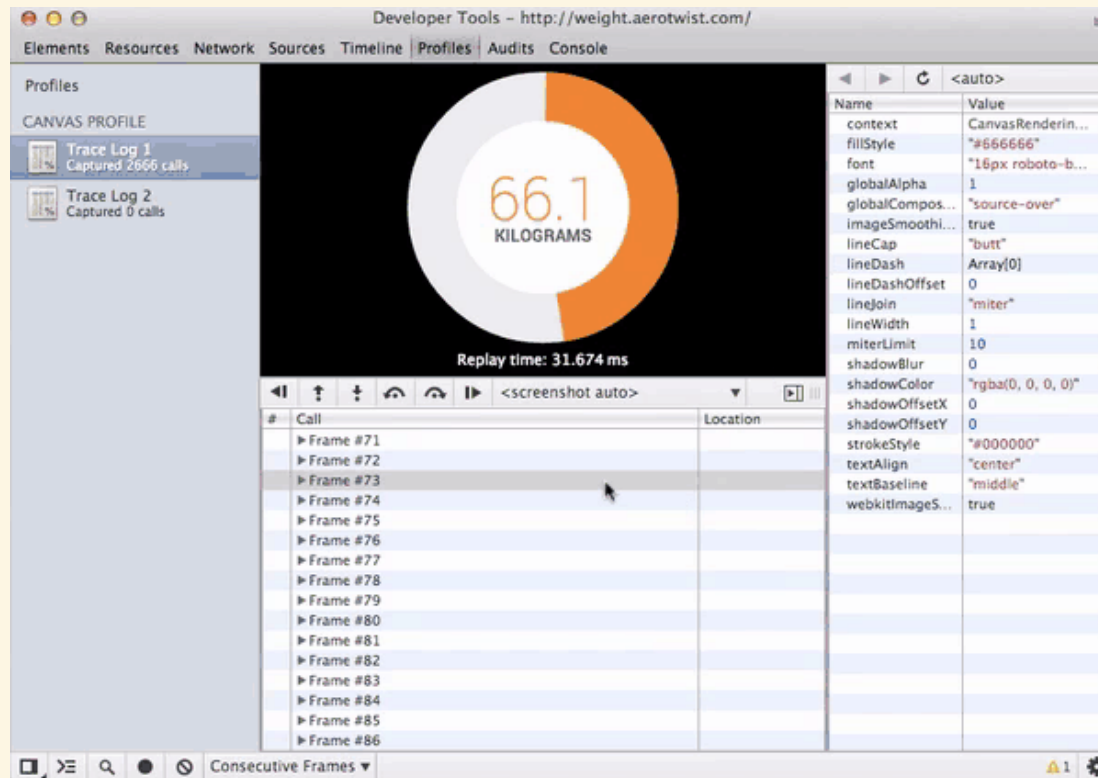 Developer Tools - http://weight.aerotwist.com/
Elements Resources Network Sources Timeline Profiles Audits Console
Profiles
CANVAS PROFILE
Trace Log 1
Captured 2666 calls
Trace Log 2
Captured 0 calls
66.1
KILOGRAMS
Replay time: 31.674 ms
<screenshot auto>
# Call Location
Frame #71
Frame #72
Frame #73
Frame #74
Frame #75
Frame #76
Frame #77
Frame #78
Frame #79
Frame #80
Frame #81
Frame #82
Frame #83
Frame #84
Frame #85
Frame #86
<auto>
Name Value
context CanvasRenderin...
fillStyle "#666666"
font "16px roboto-b...
globalAlpha 1
globalCompos... "source-over"
imageSmoothi... true
lineCap "butt"
lineDash Array[0]
lineDashOffset 0
lineJoin "miter"
lineWidth 1
miterLimit 10
shadowBlur 0
shadowColor "rgba(0, 0, 0, 0)"
shadowOffsetX 0
shadowOffsetY 0
strokeStyle "#000000"
textAlign "center"
textBaseline "middle"
webkitImageS... true
Consecutive Frames
1